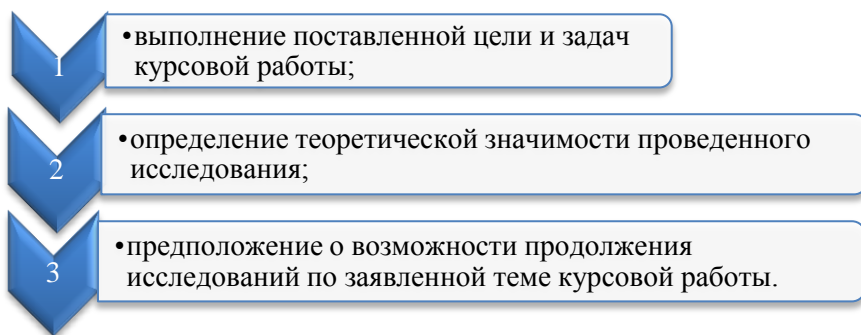 1
•выполнение поставленной цели и задач
курсовой работы;
2
•определение теоретической значимости проведенного
исследования;
3
•предположение о возможности продолжения
исследований по заявленной теме курсовой работы.